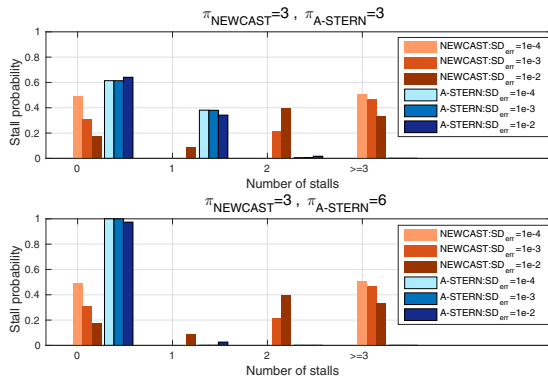 π_NEWCAST=3 , π_A-STERN=3
1
0.8
0.6
0.4
0.2
0
Stall probability
0 1 2 >=3
Number of stalls
NEWCAST:SD_err=1e-4
NEWCAST:SD_err=1e-3
NEWCAST:SD_err=1e-2
A-STERN:SD_err=1e-4
A-STERN:SD_err=1e-3
A-STERN:SD_err=1e-2
π_NEWCAST=3 , π_A-STERN=6
1
0.8
0.6
0.4
0.2
0
Stall probability
0 1 2 >=3
Number of stalls
NEWCAST:SD_err=1e-4
NEWCAST:SD_err=1e-3
NEWCAST:SD_err=1e-2
A-STERN:SD_err=1e-4
A-STERN:SD_err=1e-3
A-STERN:SD_err=1e-2